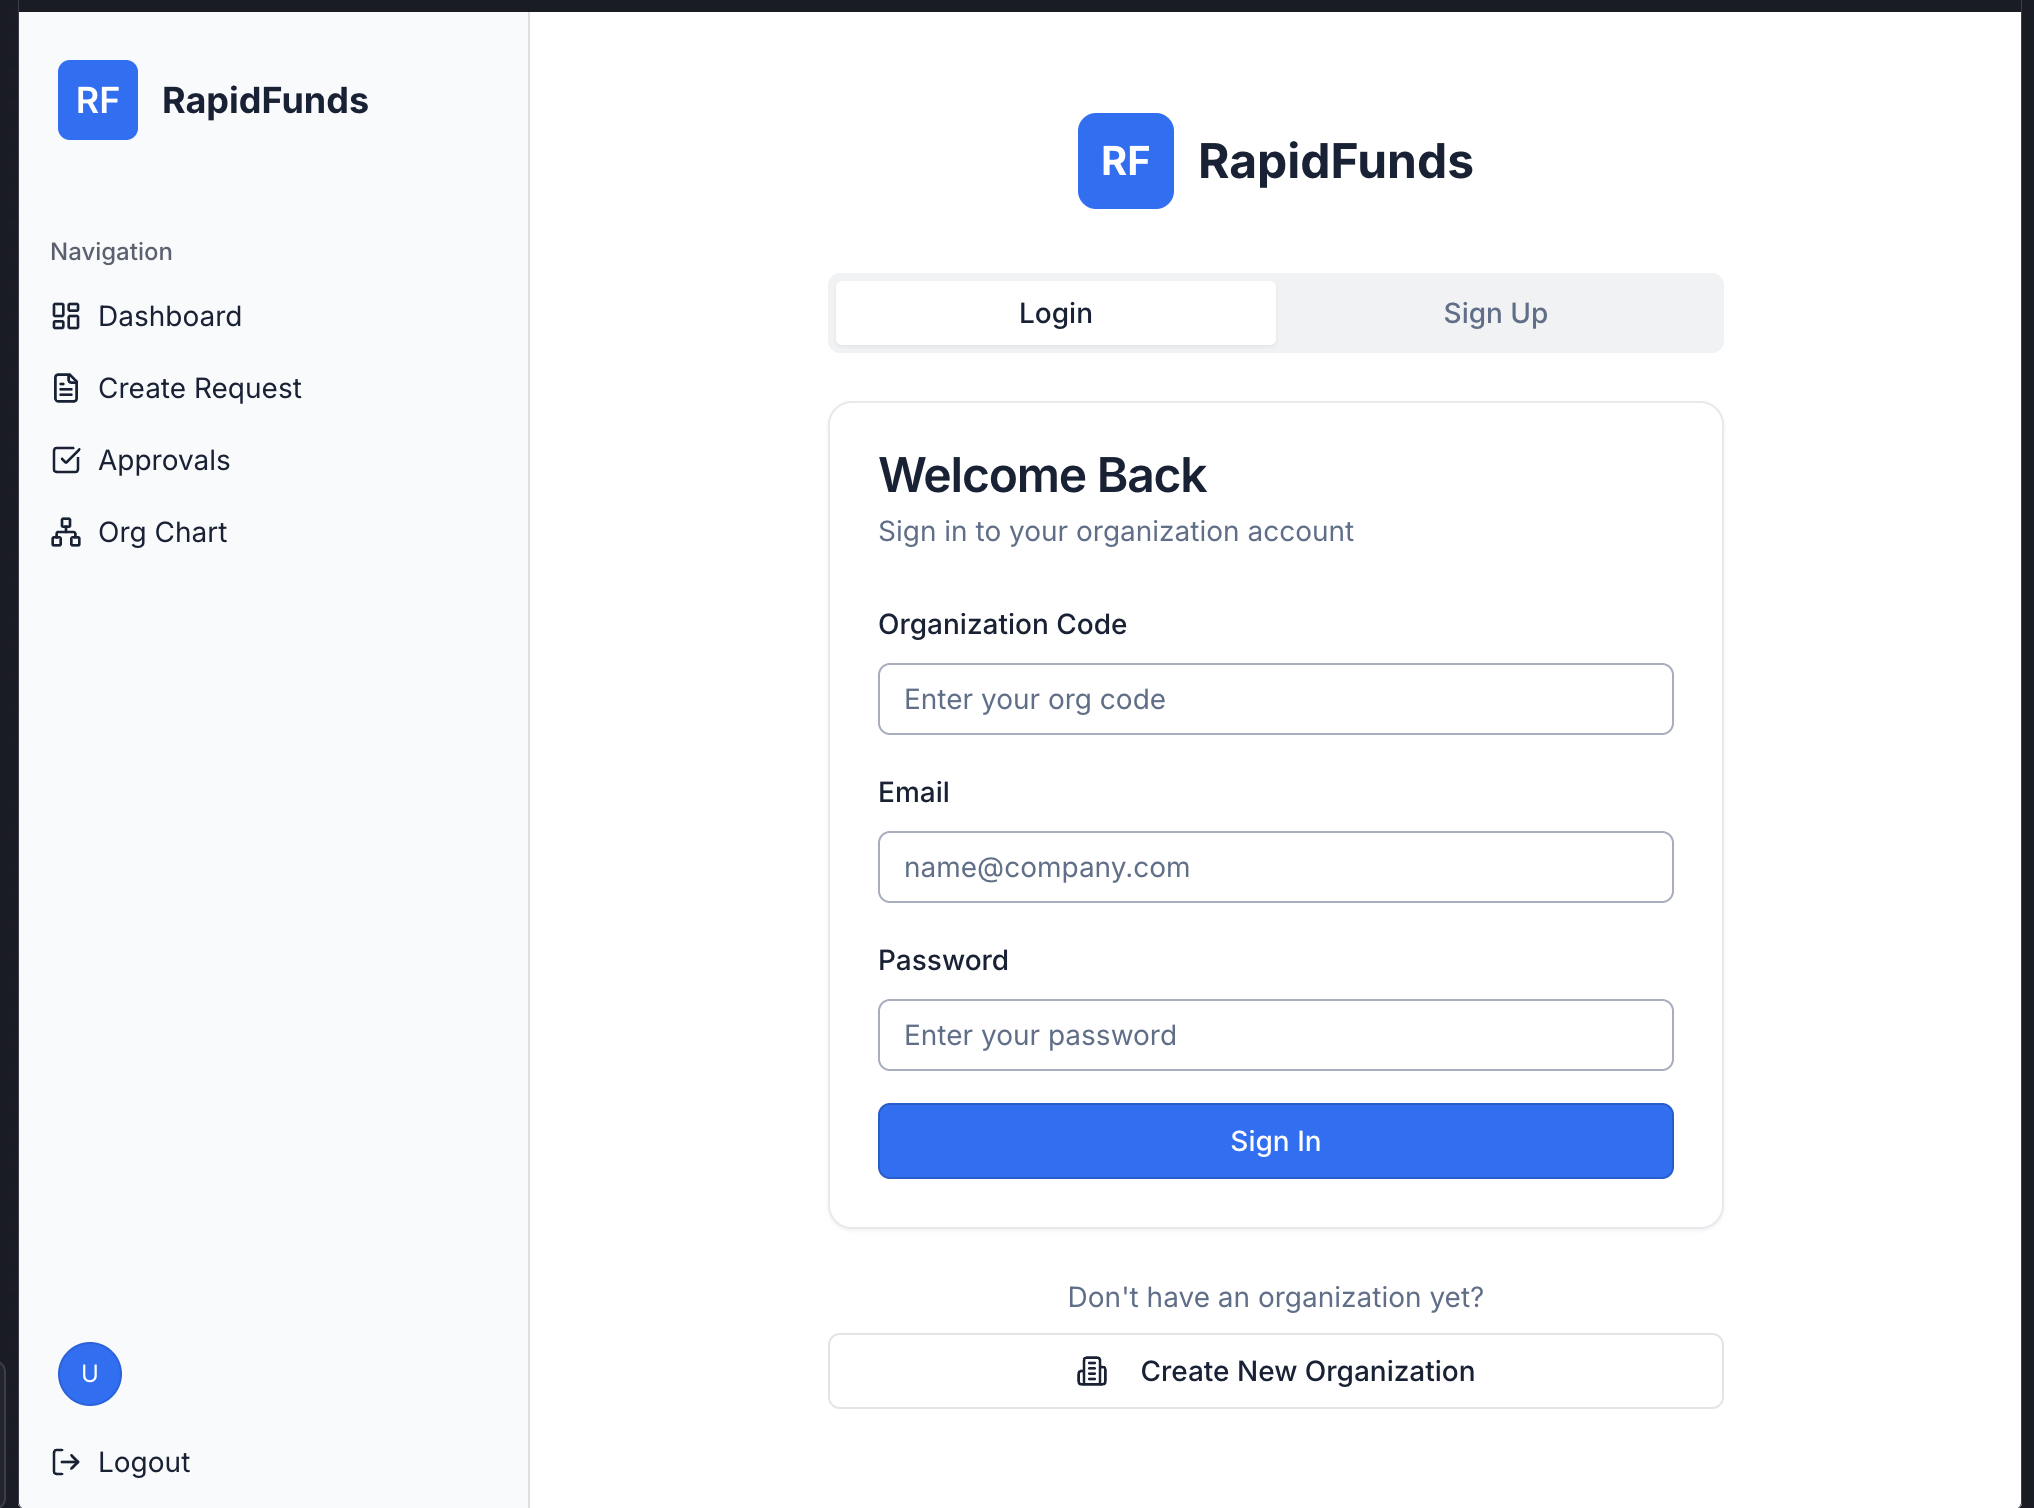 RF RapidFunds
Navigation
Dashboard
Create Request
Approvals
Org Chart
U
Logout
RF RapidFunds
Login Sign Up
Welcome Back
Sign in to your organization account
Organization Code
Enter your org code
Email
name@company.com
Password
Enter your password
Sign In
Don't have an organization yet?
Create New Organization